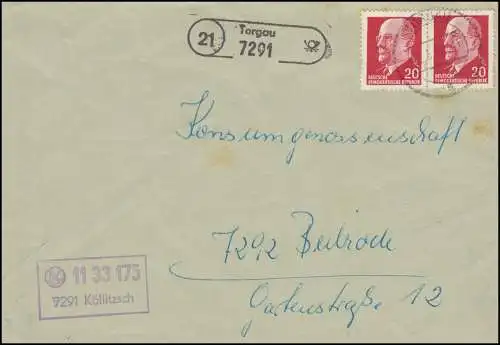 21
Torgau
7291
20
DEUTSCHE
DEMOKRATISCHE REPUBLIK
20
DEUTSCHE
DEMOKRATISCHE REPUBLIK
Konsumgenossenschaft
7292 Beilrode
Gartenstraße 12
11 33 175
7291 Köllitzsch